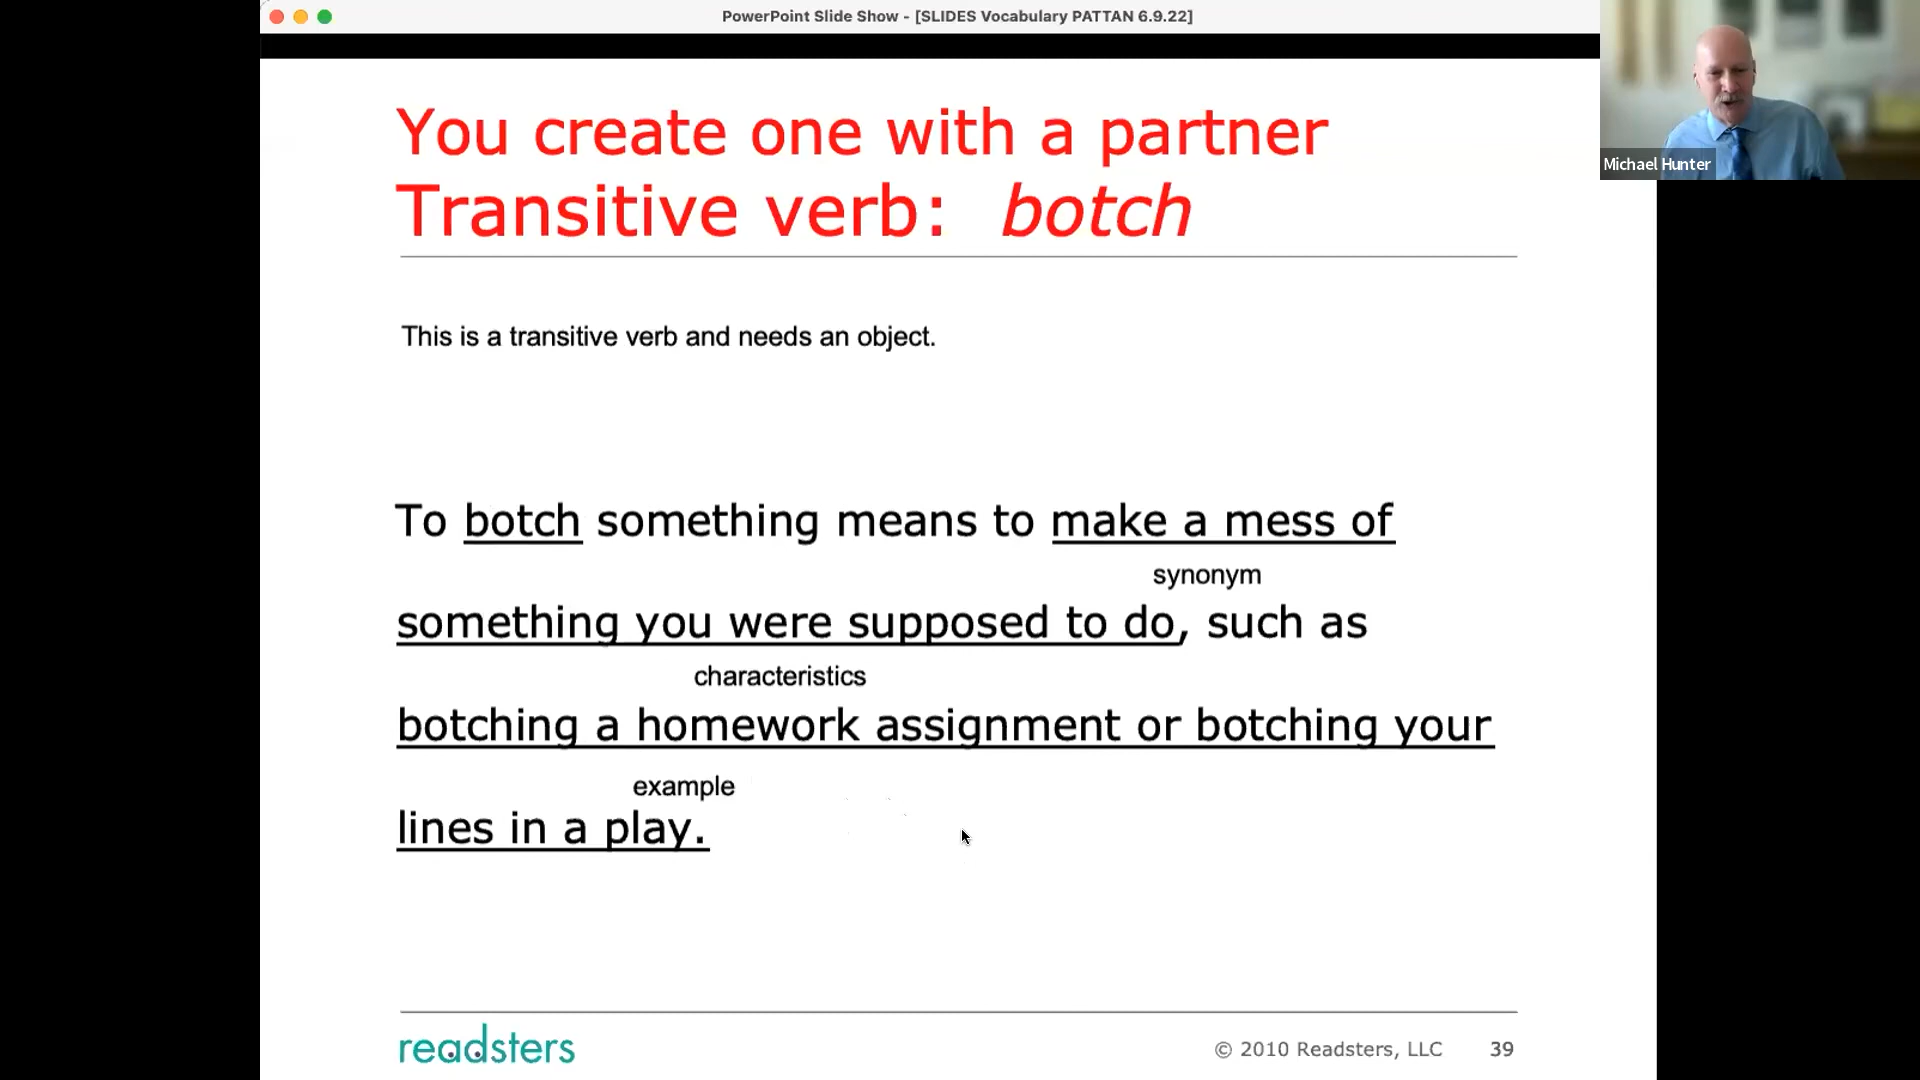 PowerPoint Slide Show - [SLIDES Vocabulary PATTAN 6.9.22]
Michael Hunter
You create one with a partner
Transitive verb: botch
This is a transitive verb and needs an object.
To botch something means to make a mess of
synonym
something you were supposed to do, such as
characteristics
botching a homework assignment or botching your
example
lines in a play.
readsters
© 2010 Readsters, LLC
39